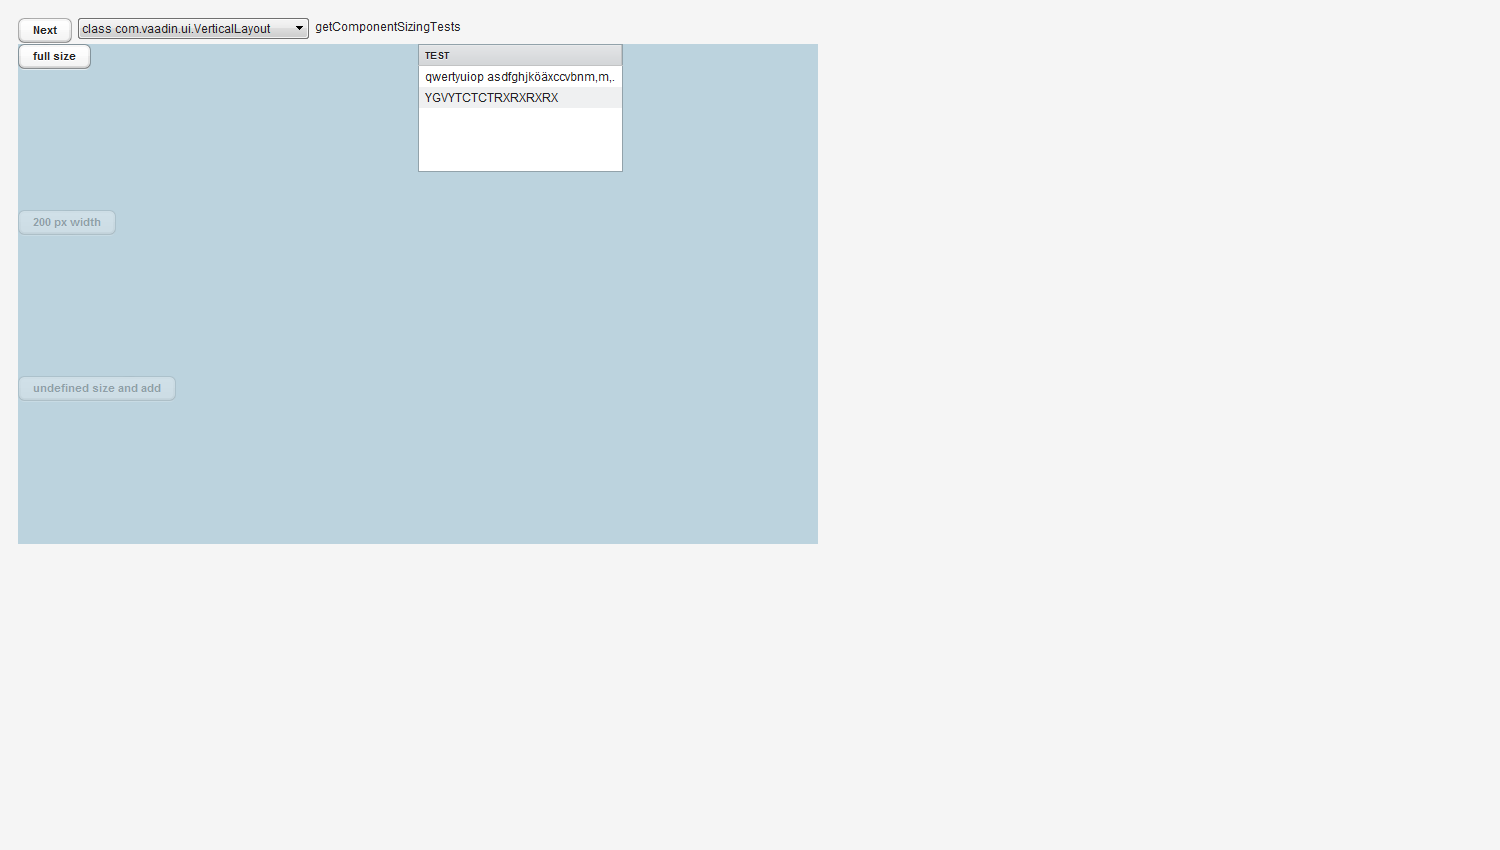 Next
class com.vaadin.ui.VerticalLayout
getComponentSizingTests
full size
TEST
qwertyuiop asdfghjköäxccvbnm,m,.
YGVYTCTCTRXRXRXRX
200 px width
undefined size and add